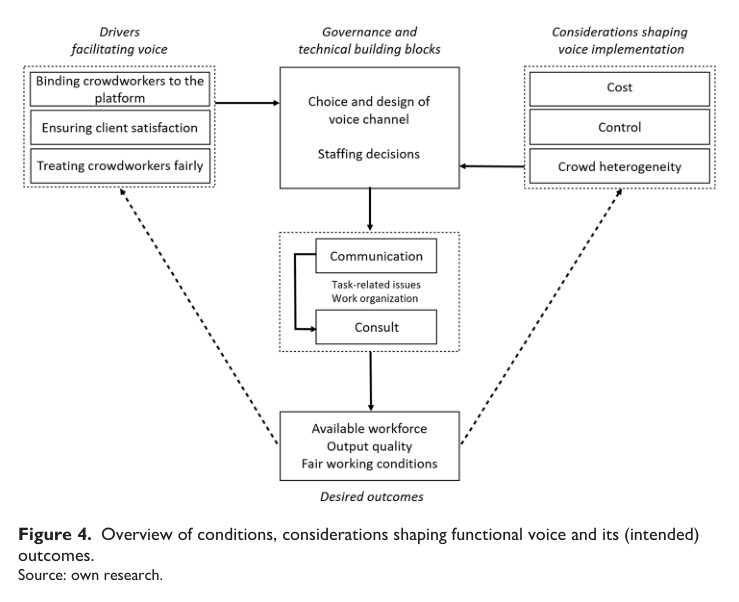 Drivers
facilitating voice
Governance and
technical building blocks
Considerations shaping
voice implementation
Binding crowdworkers to the
platform
Ensuring client satisfaction
Treating crowdworkers fairly
Choice and design of
voice channel
Staffing decisions
Cost
Control
Crowd heterogeneity
Communication
Task-related issues
Work organization
Consult
Available workforce
Output quality
Fair working conditions
Desired outcomes
Figure 4. Overview of conditions, considerations shaping functional voice and its (intended)
outcomes.
Source: own research.